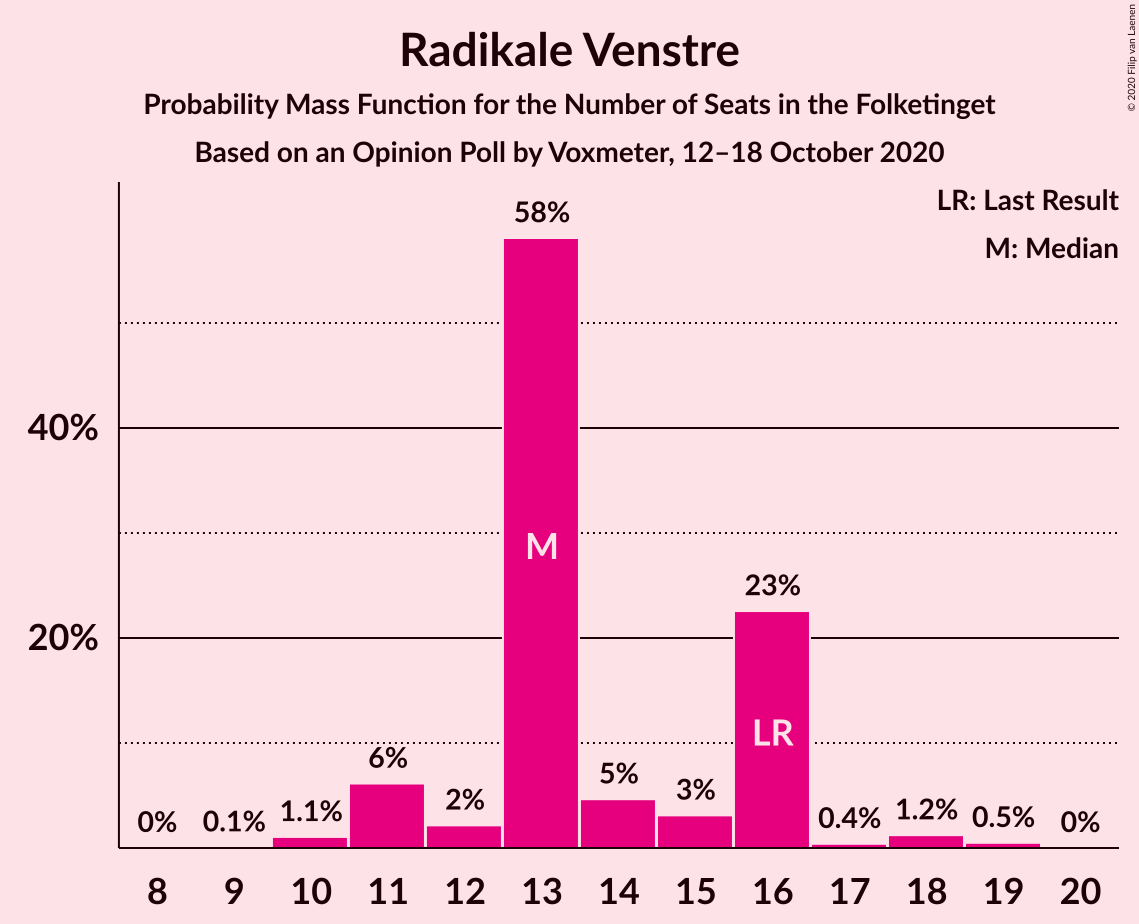 Radikale Venstre
Probability Mass Function for the Number of Seats in the Folketinget
Based on an Opinion Poll by Voxmeter, 12–18 October 2020
© 2020 Filip van Laenen
LR: Last Result
M: Median
58%
40%
M
23%
20%
LR
6%
5%
3%
2%
1.1%
1.2%
0%
0.1%
0.4%
0.5%
0%
8 9 10 11 12 13 14 15 16 17 18 19 20